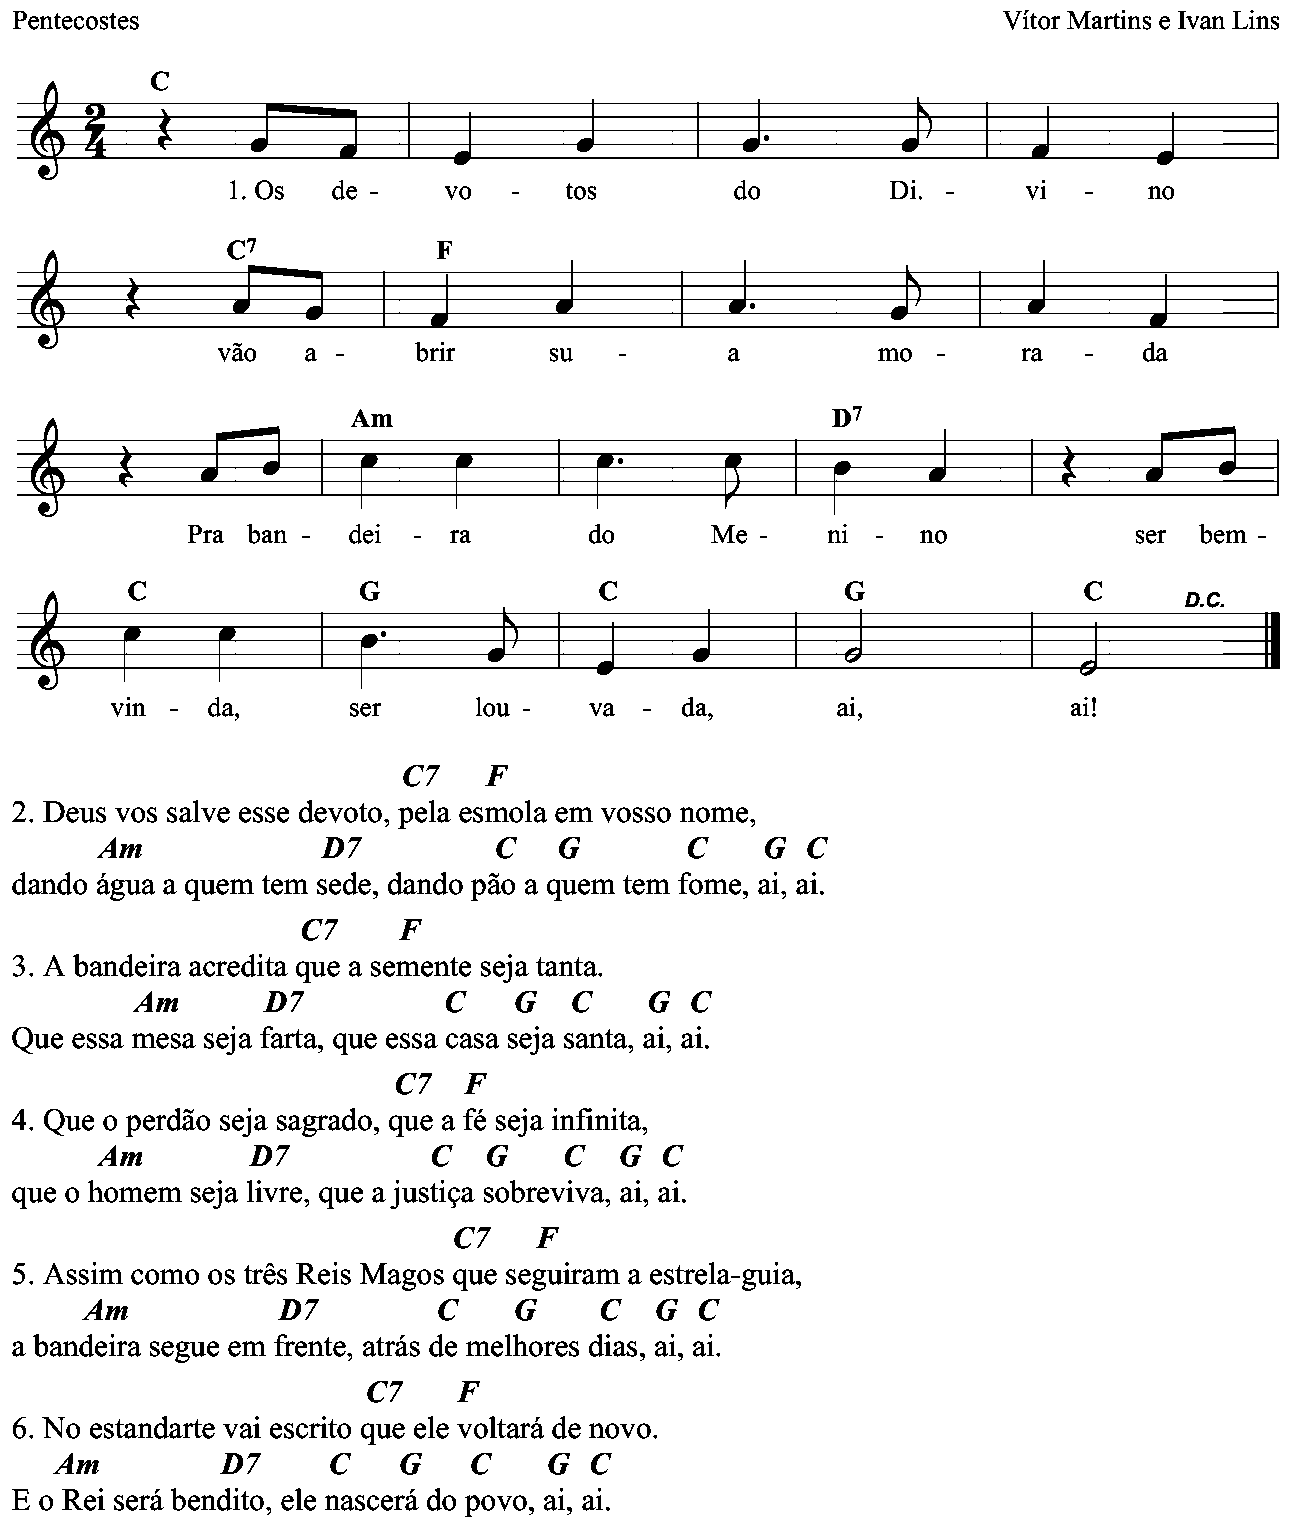 Pentecostes Vítor Martins e Ivan Lins
C
2
4
1. Os de - vo - tos do Di. - vi - no
C7 F
vão a - brir su - a mo - ra - da
Am D7
Pra ban - dei - ra do Me - ni - no ser bem-
C G C G C D.C.
vin - da, ser lou - va - da, ai, ai!
C7 F
2. Deus vos salve esse devoto, pela esmola em vosso nome,
Am D7 C G C G C
dando água a quem tem sede, dando pão a quem tem fome, ai, ai.
C7 F
3. A bandeira acredita que a semente seja tanta.
Am D7 C G C G C
Que essa mesa seja farta, que essa casa seja santa, ai, ai.
C7 F
4. Que o perdão seja sagrado, que a fé seja infinita,
Am D7 C G C G C
que o homem seja livre, que a justiça sobreviva, ai, ai.
C7 F
5. Assim como os três Reis Magos que seguiram a estrela-guia,
Am D7 C G C G C
a bandeira segue em frente, atrás de melhores dias, ai, ai.
C7 F
6. No estandarte vai escrito que ele voltará de novo.
Am D7 C G C G C
E o Rei será bendito, ele nascerá do povo, ai, ai.